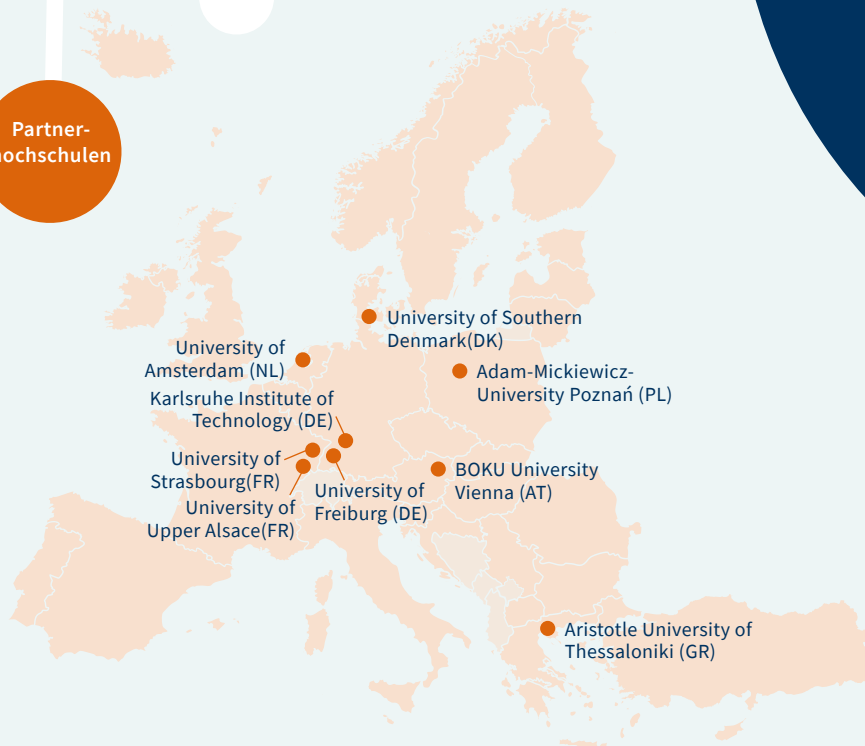 Partner-
hochschulen
University of Southern
Denmark(DK)
University of
Amsterdam (NL)
Adam-Mickiewicz-
University Poznań (PL)
Karlsruhe Institute of
Technology (DE)
University of
Strasbourg(FR)
BOKU University
Vienna (AT)
University of
Freiburg (DE)
University of
Upper Alsace(FR)
Aristotle University of
Thessaloniki (GR)